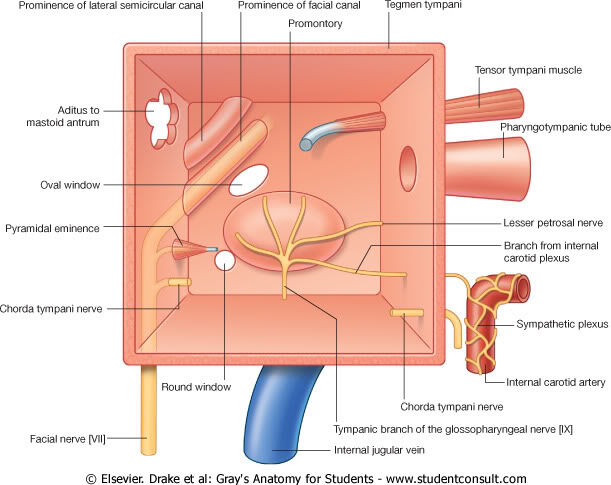 Prominence of lateral semicircular canal
Prominence of facial canal
Tegmen tympani
Promontory
Tensor tympani muscle
Aditus to
mastoid antrum
Pharyngotympanic tube
Oval window
Lesser petrosal nerve
Pyramidal eminence
Branch from internal
carotid plexus
Chorda tympani nerve
Sympathetic plexus
Round window
Internal carotid artery
Chorda tympani nerve
Tympanic branch of the glossopharyngeal nerve [IX]
Facial nerve [VII]
Internal jugular vein
© Elsevier. Drake et al: Gray's Anatomy for Students - www.studentconsult.com